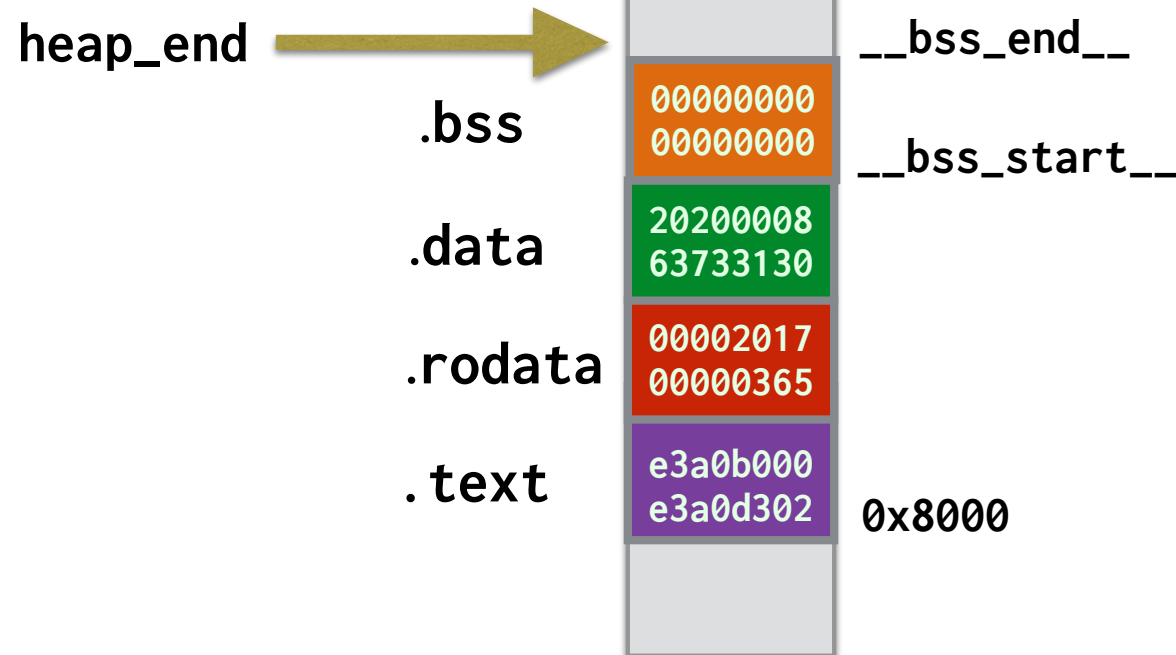 heap_end
__bss_end__
.bss
00000000
00000000
__bss_start__
.data
20200008
63733130
.rodata
00002017
00000365
.text
e3a0b000
e3a0d302
0x8000